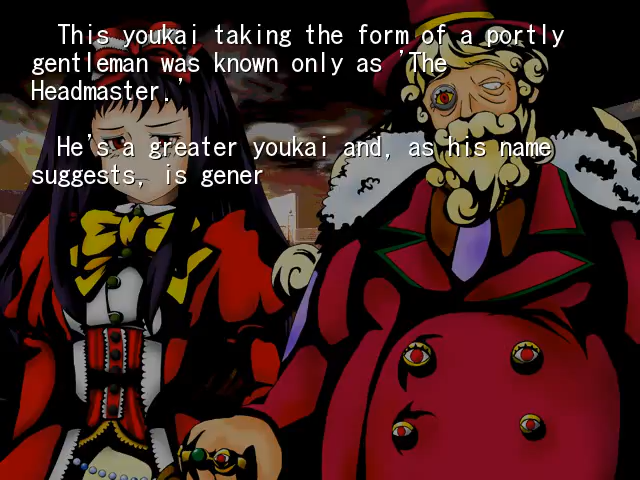 This youkai taking the form of a portly
gentleman was known only as 'The
Headmaster.'
He's a greater youkai and, as his name
suggests, is gener